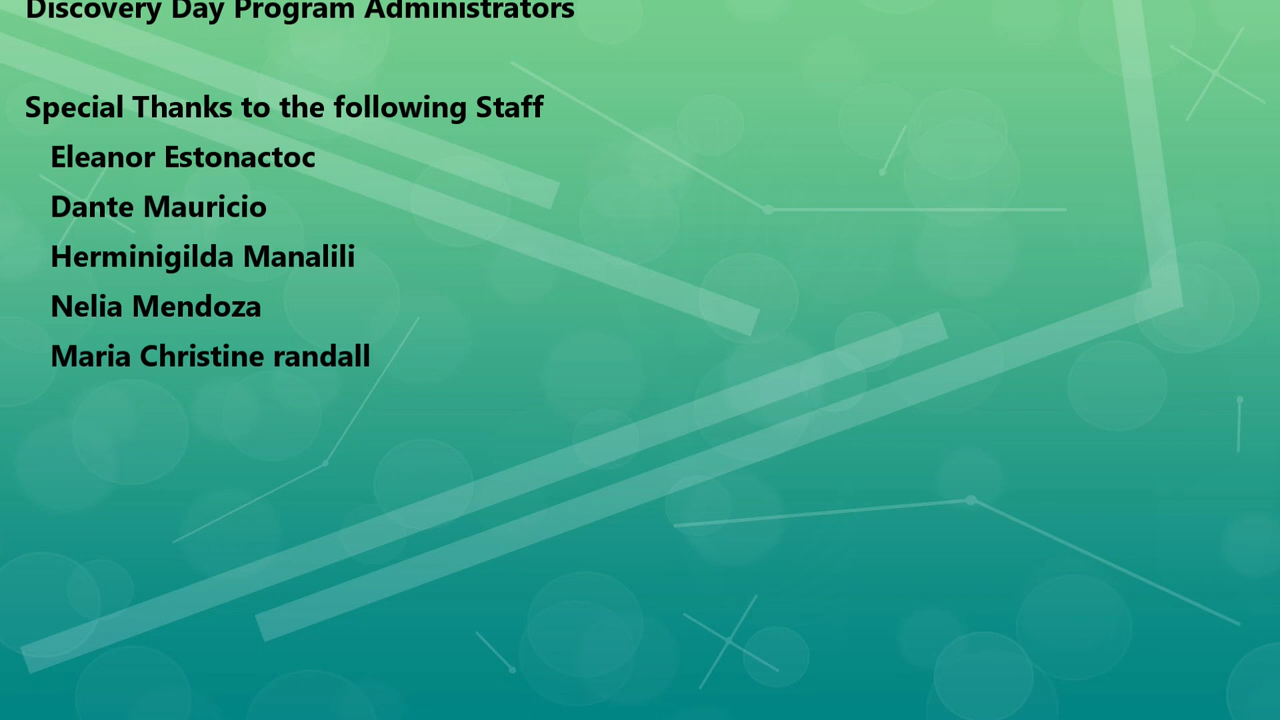 Discovery Day Program Administrators
Special Thanks to the following Staff
Eleanor Estonactoc
Dante Mauricio
Herminigilda Manalili
Nelia Mendoza
Maria Christine randall